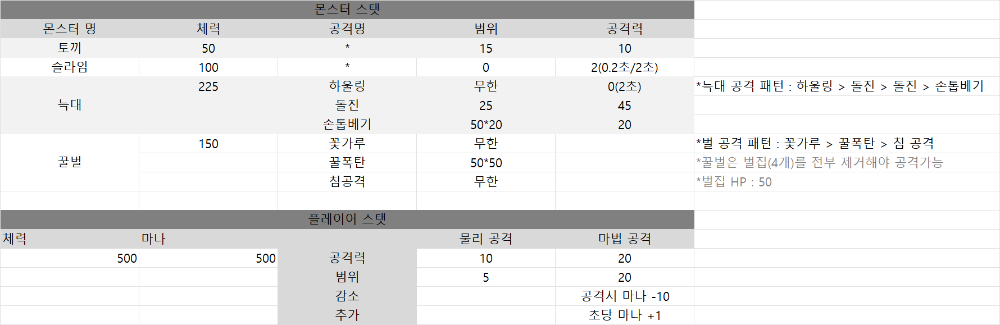 몬스터 스탯
몬스터 명 체력 공격명 범위 공격력
토끼 50 * 15 10
슬라임 100 * 0 2(0.2초/2초)
늑대 225 하울링 무한 0(2초) *늑대 공격 패턴 : 하울링 > 돌진 > 돌진 > 손톱베기
돌진 25 45
손톱베기 50*20 20
꿀벌 150 꽃가루 무한 *벌 공격 패턴 : 꽃가루 > 꿀폭탄 > 침 공격
꿀폭탄 50*50 *꿀벌은 벌집(4개)를 전부 제거해야 공격가능
침공격 무한 *벌집 HP : 50
플레이어 스탯
체력 마나 물리 공격 마법 공격
500 500 공격력 10 20
범위 5 20
감소 공격시 마나 -10
추가 초당 마나 +1